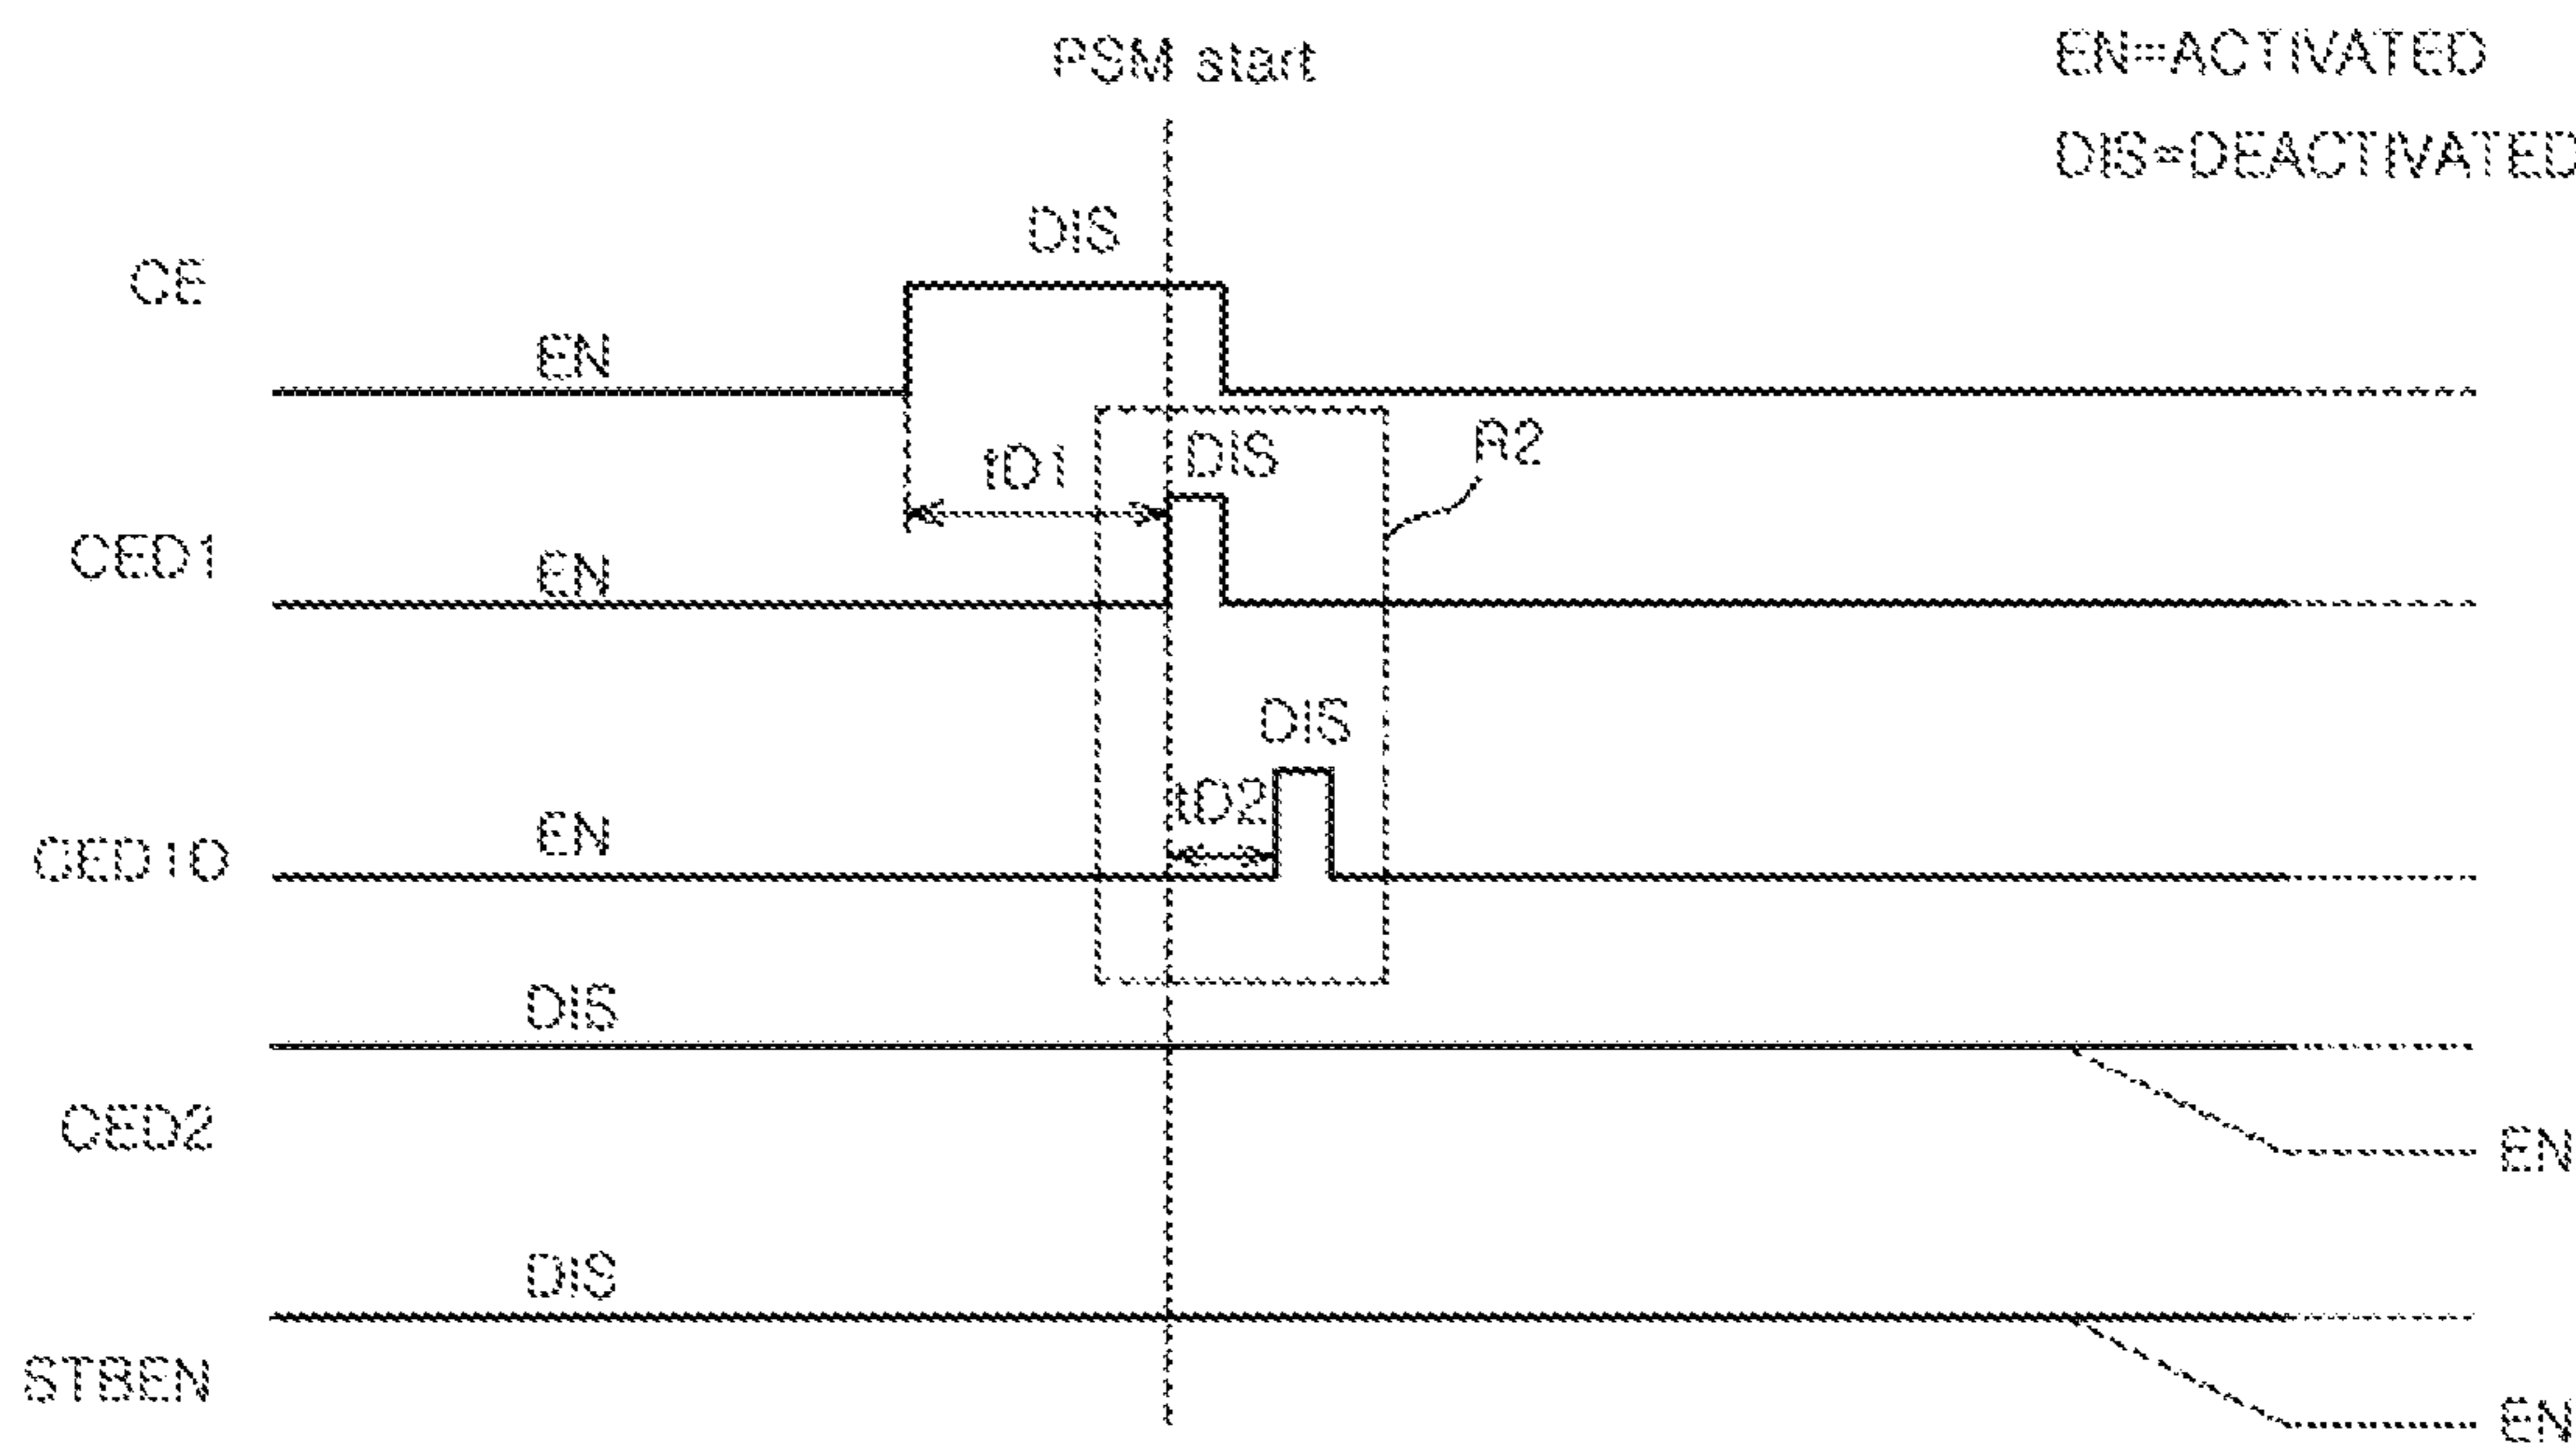 PSM start
EN=ACTIVATED
DIS=DEACTIVATED
DIS
CE
EN
tD1
DIS
R2
CED1
EN
DIS
tD2
EN
CED1O
DIS
CED2
EN
DIS
STBEN
EN